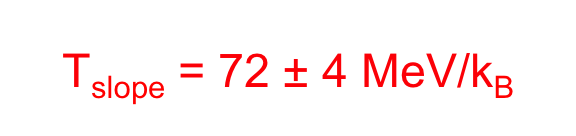 T_slope = 72 ± 4 MeV/k_B